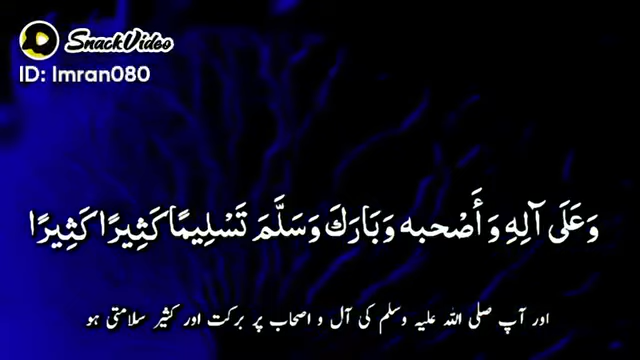 SnackVideo
ID: Imran080
وَعَلَى آلِهِ وَأَصْحبه وَبَارَكَ وَسَلَّمَ تَسْلِيمًا كَثِيرًا كَثِيرًا
اور آپ صلی اللہ علیہ وسلم کی آل و اصحاب پر برکت اور کثیر سلامتی ہو